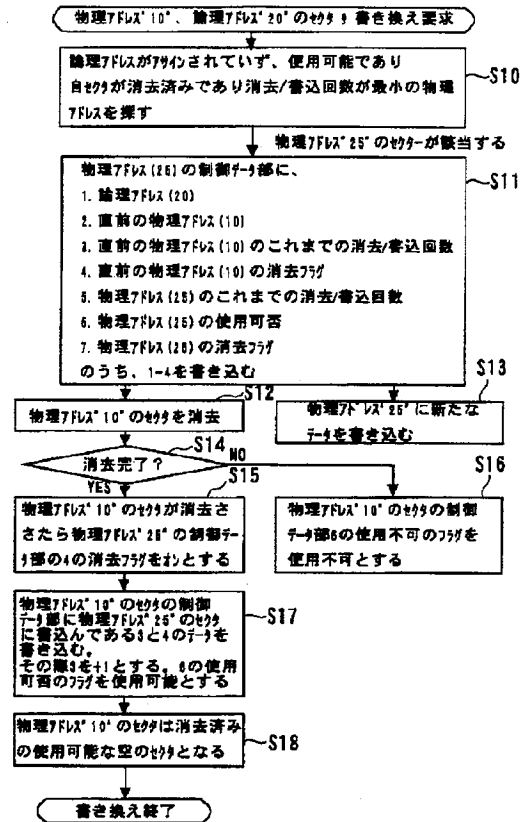 物理アドレス"10"、論理アドレス"20"のセクタ 書き換え要求
論理アドレスがアサインされていず、使用可能であり
自セクタが消去済みであり消去/書込回数が最小の物理
アドレスを探す
S10
物理アドレス"25"のセクターが該当する
物理アドレス(25)の制御データ部に、
1. 論理アドレス(20)
2. 直前の物理アドレス(10)
3. 直前の物理アドレス(10)のこれまでの消去/書込回数
4. 直前の物理アドレス(10)の消去フラグ
5. 物理アドレス(25)のこれまでの消去/書込回数
6. 物理アドレス(25)の使用可否
7. 物理アドレス(25)の消去フラグ
のうち、1-4を書き込む
S11
S12
物理アドレス"10"のセクタを消去
S13
物理アドレス"25"に新たな
データを書き込む
S14
消去完了?
NO
YES
S15
物理アドレス"10"のセクタが消去さ
さたら物理アドレス"25"の制御デー
タ部の4の消去フラグをオンとする
S16
物理アドレス"10"のセクタの制御
データ部6の使用不可のフラグを
使用不可とする
物理アドレス"10"のセクタの制御
データ部に物理アドレス"25"のセクタ
に書込んである3と4のデータを
書き込む。
その際3を+1とする。6の使用
可否のフラグを使用可能とする
S17
物理アドレス"10"のセクタは消去済み
の使用可能な空のセクタとなる
S18
書き換え終了